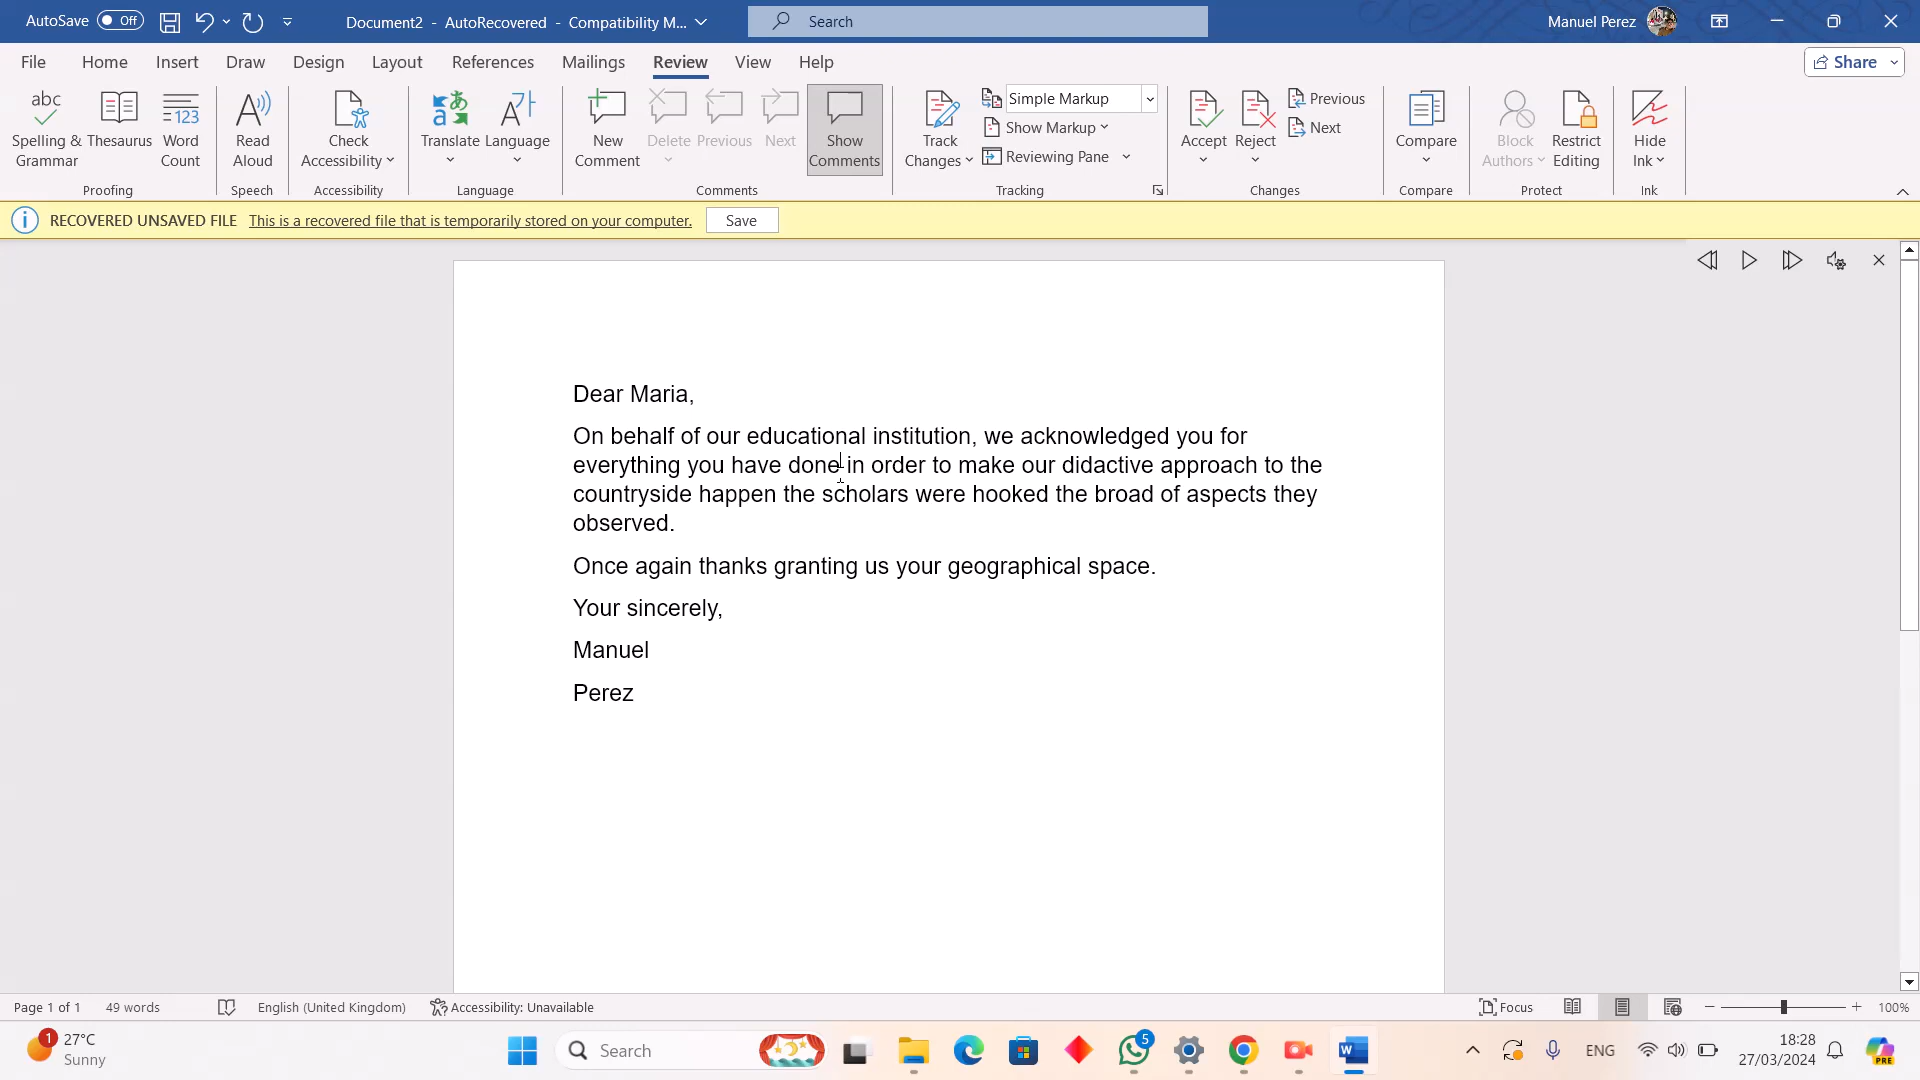 AutoSave Off Document2 - AutoRecovered - Compatibility M... Search Manuel Perez
File Home Insert Draw Design Layout References Mailings Review View Help Share
Spelling & Grammar
Thesaurus
Word Count
Proofing
Read Aloud
Speech
Check Accessibility
Accessibility
Translate
Language
Language
New Comment
Delete
Previous
Next
Show Comments
Comments
Track Changes
Simple Markup
Show Markup
Reviewing Pane
Tracking
Accept
Reject
Previous
Next
Changes
Compare
Compare
Block Authors
Restrict Editing
Protect
Hide Ink
Ink
RECOVERED UNSAVED FILE This is a recovered file that is temporarily stored on your computer. Save
Dear Maria,
On behalf of our educational institution, we acknowledged you for
everything you have done in order to make our didactive approach to the
countryside happen the scholars were hooked the broad of aspects they
observed.
Once again thanks granting us your geographical space.
Your sincerely,
Manuel
Perez
Page 1 of 1 49 words English (United Kingdom) Accessibility: Unavailable Focus 100%
1 27°C
Sunny
Search
5
ENG
18:28
27/03/2024
PRE